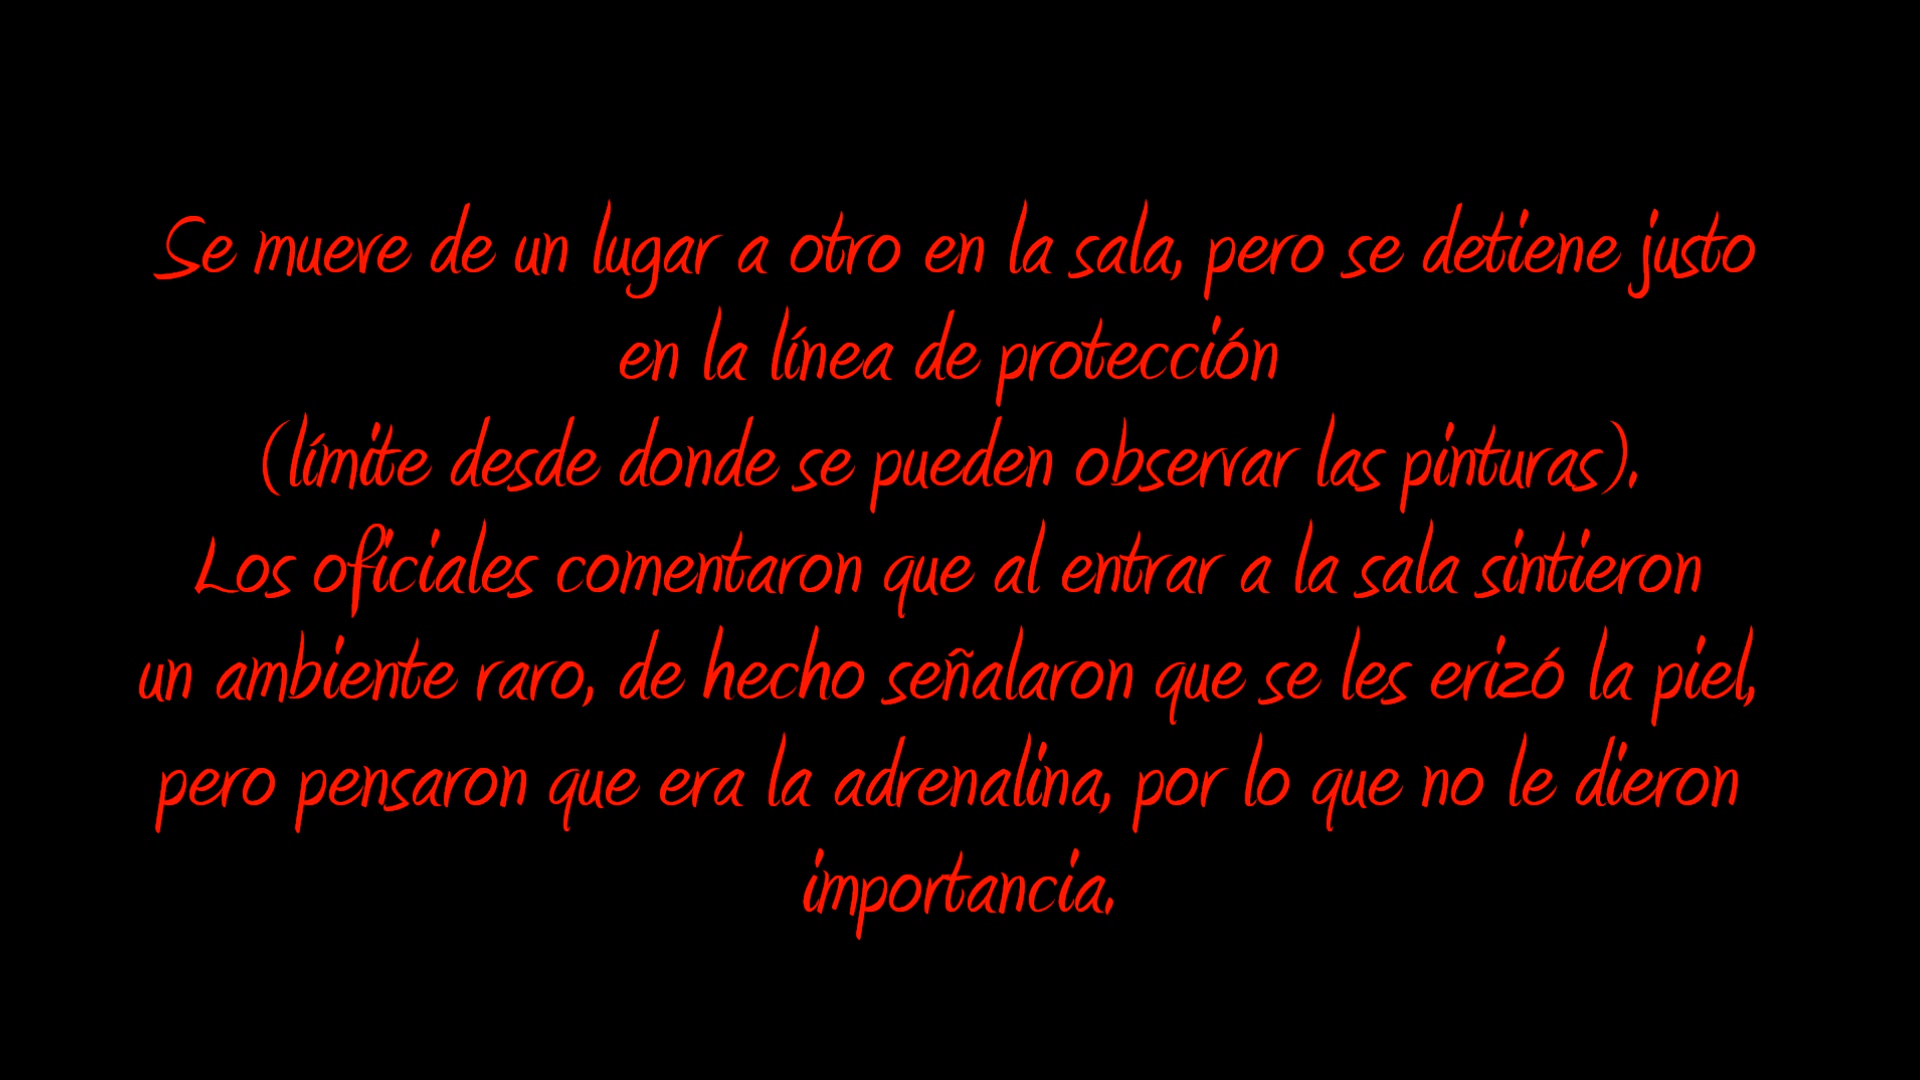 Se mueve de un lugar a otro en la sala, pero se detiene justo
en la línea de protección
(límite desde donde se pueden observar las pinturas).
Los oficiales comentaron que al entrar a la sala sintieron
un ambiente raro, de hecho señalaron que se les erizó la piel,
pero pensaron que era la adrenalina, por lo que no le dieron
importancia.